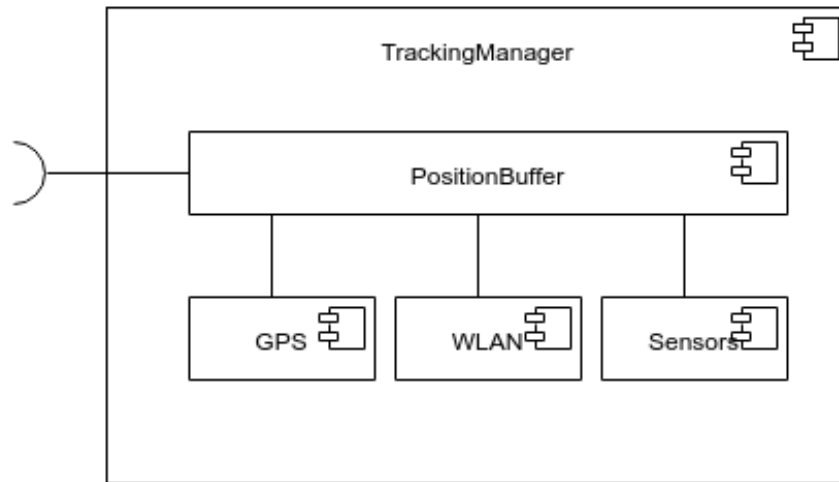 TrackingManager
PositionBuffer
GPS
WLAN
Sensors